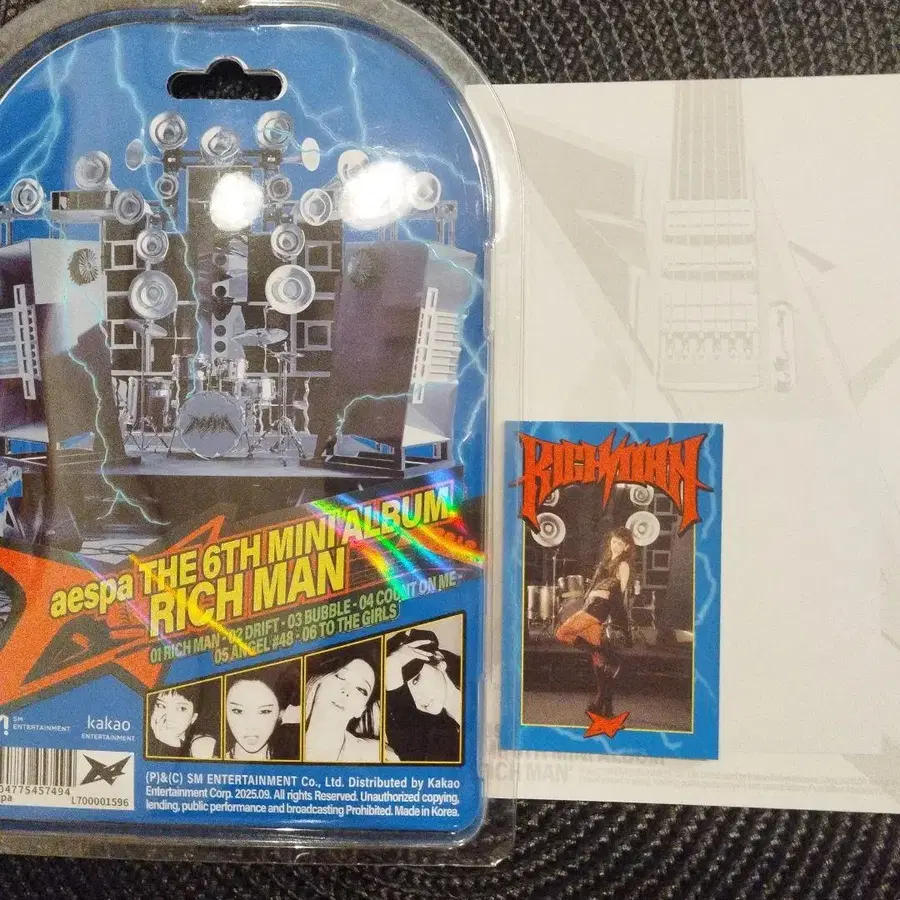 aespa THE 6TH MINI ALBUM
RICH MAN
01 RICH MAN - 02 DRIFT - 03 BUBBLE - 04 COUNT ON ME -
05 ANGEL #48 - 06 TO THE GIRLS
SM
ENTERTAINMENT
kakao
ENTERTAINMENT
(P)&(C) SM ENTERTAINMENT Co., Ltd. Distributed by Kakao
Entertainment Corp. 2025.09. All rights Reserved. Unauthorized copying,
lending, public performance and broadcasting Prohibited. Made in Korea.
04775457494
L700001596
RICH MAN
RICH MAN